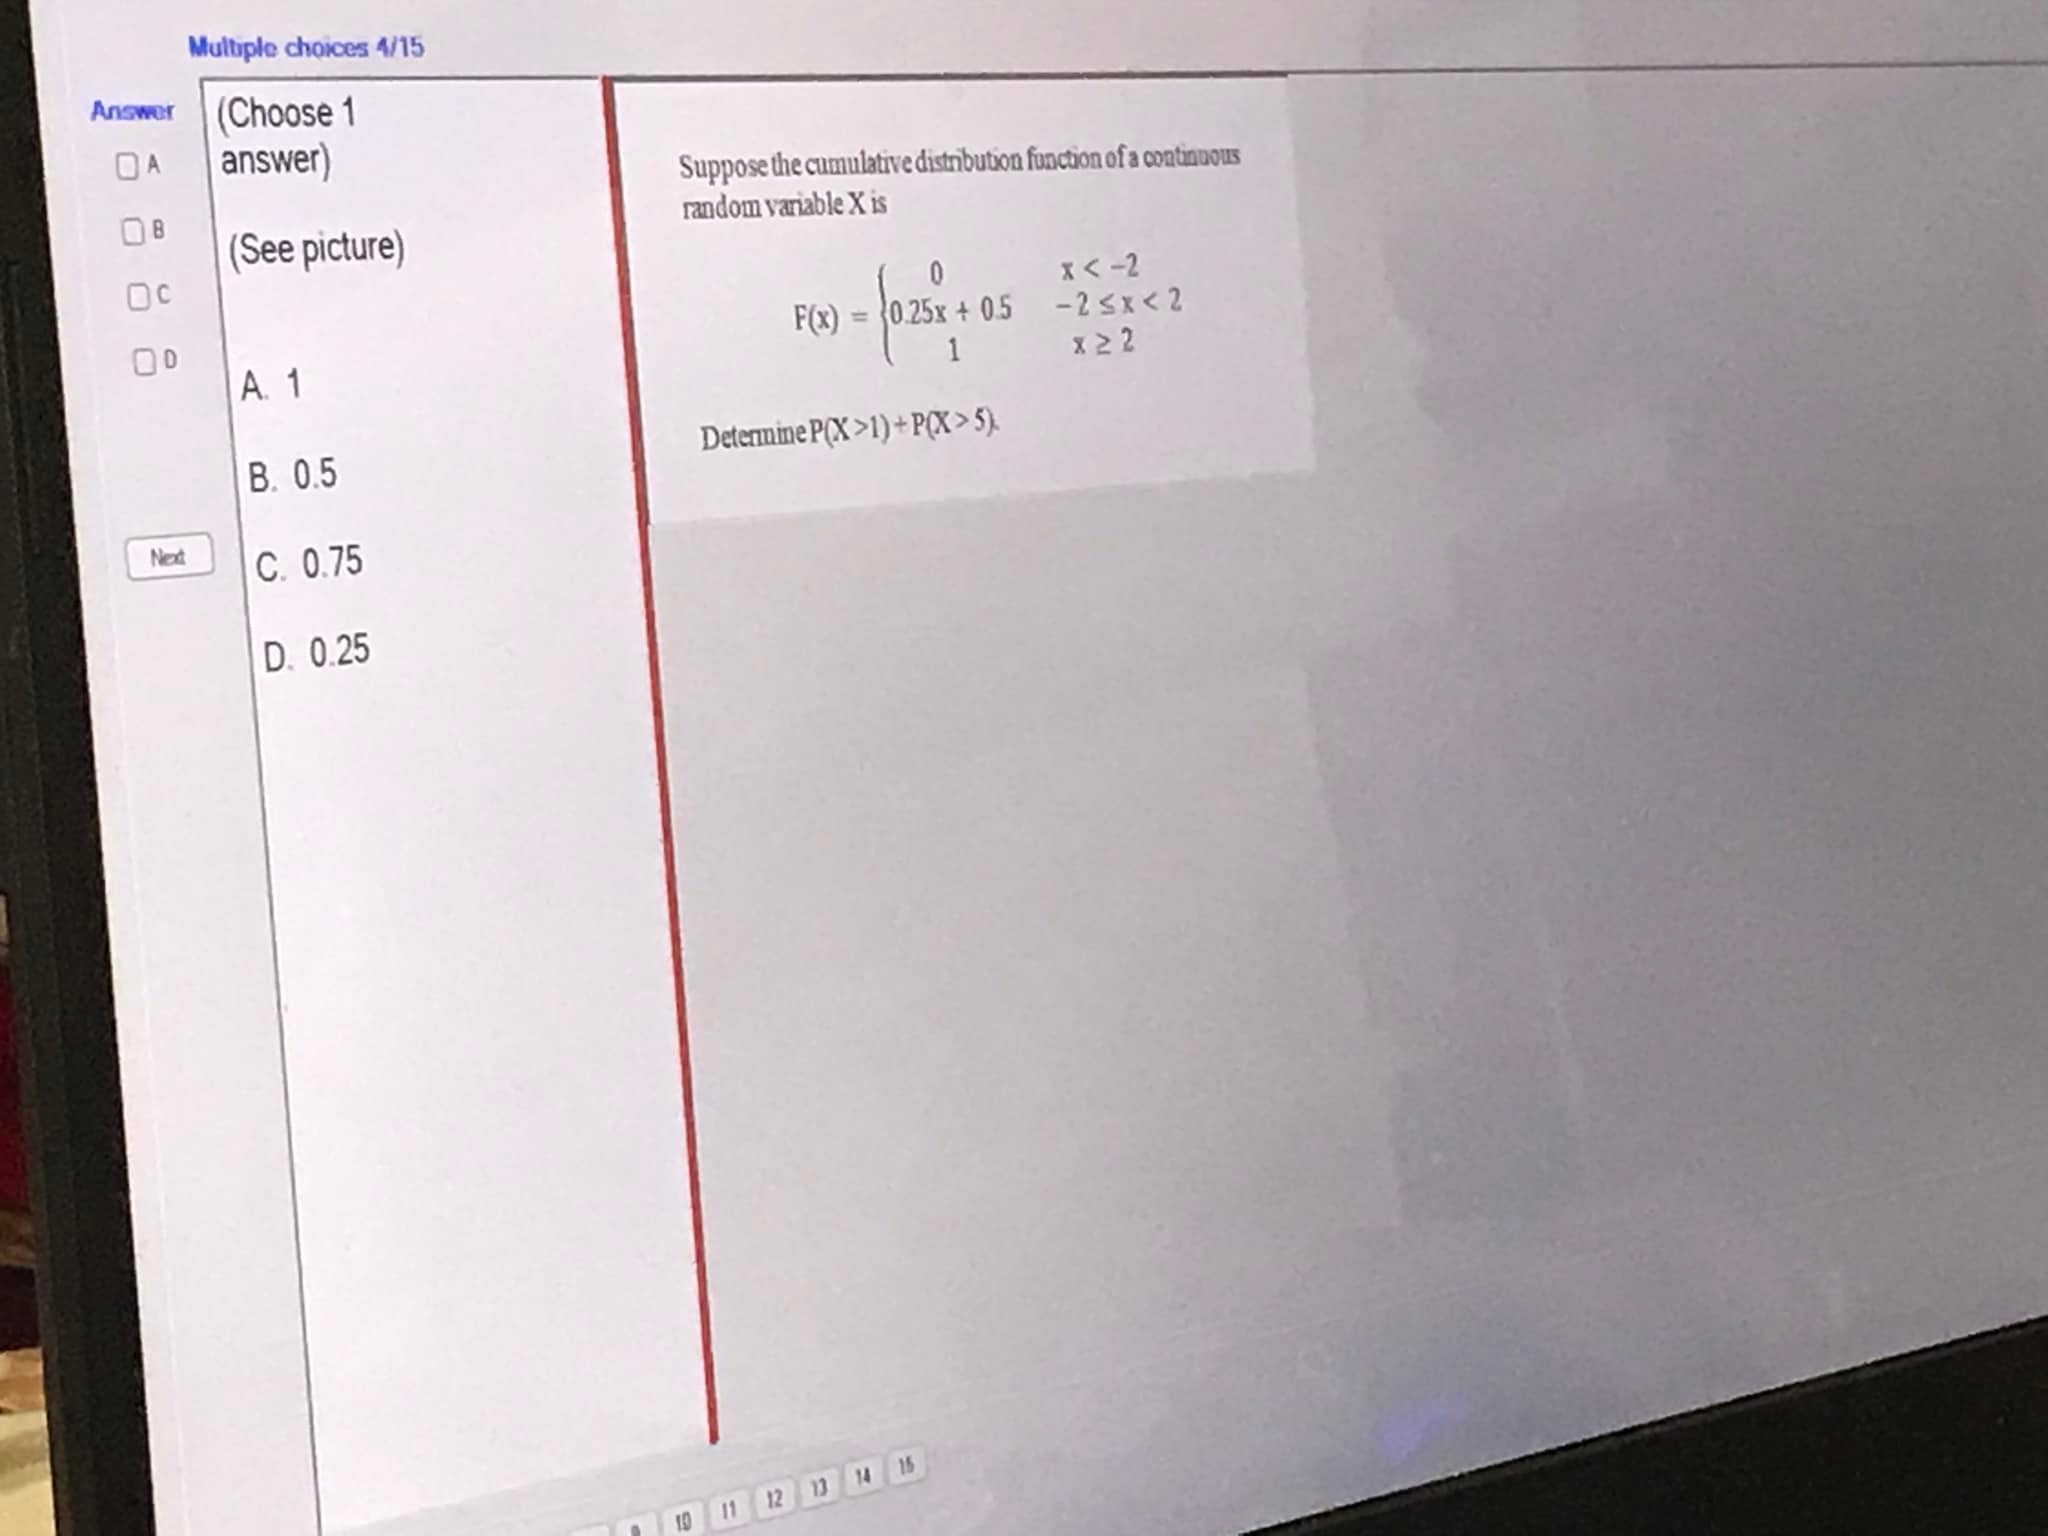 Multiple choices 4/15
Answer
A
B
C
D
Next
(Choose 1
answer)
(See picture)
A. 1
B. 0.5
C. 0.75
D. 0.25
Suppose the cumulative distribution function of a continuous
random variable X is
0 x < -2
F(x) = {0.25x + 0.5 -2 ≤ x < 2
1 x ≥ 2
Determine P(X >1) + P(X > 5).
10 11 12 13 14 15